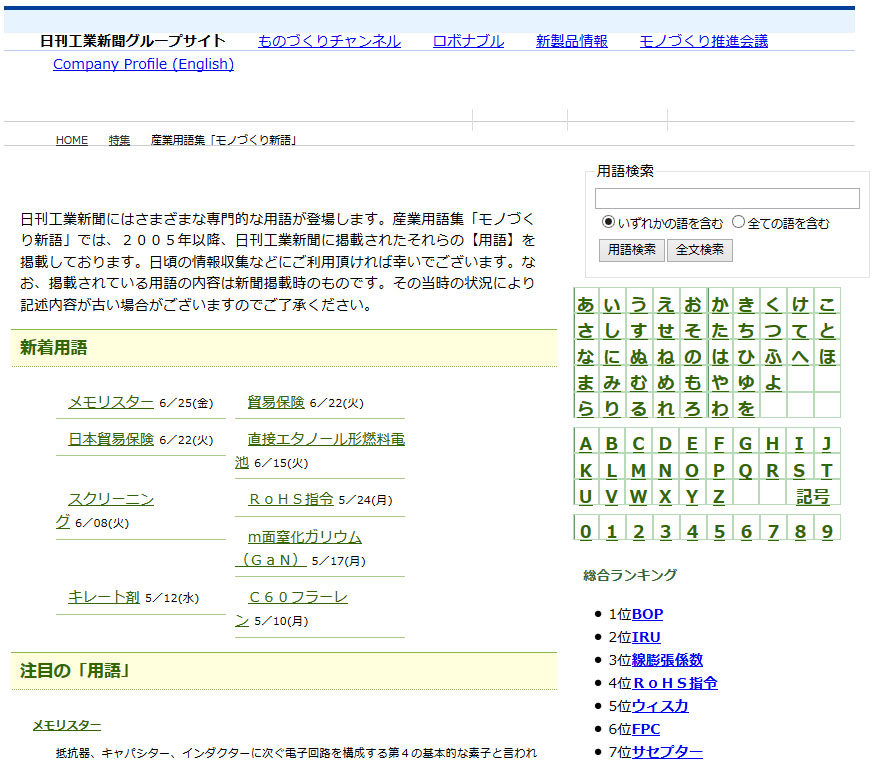 日刊工業新聞グループサイト ものづくりチャンネル ロボナブル 新製品情報 モノづくり推進会議
Company Profile (English)
HOME 特集 産業用語集「モノづくり新語」
日刊工業新聞にはさまざまな専門的な用語が登場します。産業用語集「モノづく
り新語」では、２００５年以降、日刊工業新聞に掲載されたそれらの【用語】を
掲載しております。日頃の情報収集などにご利用頂ければ幸いでございます。な
お、掲載されている用語の内容は新聞掲載時のものです。その当時の状況により
記述内容が古い場合がございますのでご了承ください。
新着用語
メモリスター 6／25(金) 貿易保険 6／22(火)
日本貿易保険 6／22(火) 直接エタノール形燃料電
池 6／15(火)
スクリーニン
グ 6／08(火)
ＲｏＨＳ指令 5／24(月)
ｍ面窒化ガリウム
（ＧａＮ） 5／17(月)
キレート剤 5／12(水) Ｃ６０フラーレ
ン 5／10(月)
注目の「用語」
メモリスター
抵抗器、キャパシター、インダクターに次ぐ電子回路を構成する第４の基本的な素子と言われ
用語検索
いずれかの語を含む 全ての語を含む
用語検索 全文検索
あ い う え お か き く け こ
さ し す せ そ た ち つ て と
な に ぬ ね の は ひ ふ へ ほ
ま み む め も や ゆ よ
ら り る れ ろ わ を
A B C D E F G H I J
K L M N O P Q R S T
U V W X Y Z 記号
0 1 2 3 4 5 6 7 8 9
総合ランキング
1位BOP
2位IRU
3位線膨張係数
4位ＲｏＨＳ指令
5位ウィスカ
6位FPC
7位サセプター